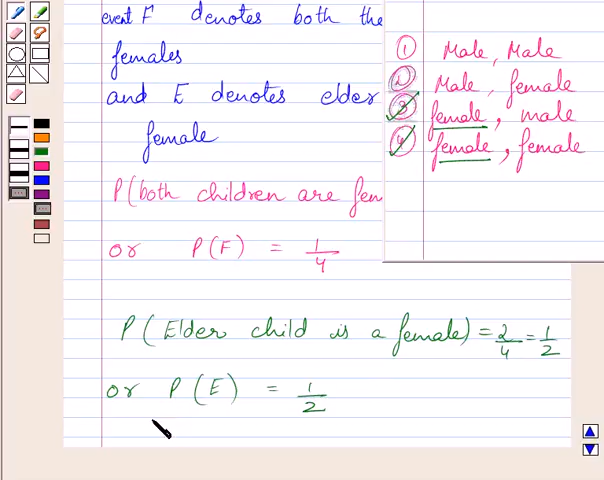 event F denotes both the
females
and E denotes elder
female
P(both children are fem
or P(F) = 1/4
P(Elder child is a female) = 2/4 = 1/2
or P(E) = 1/2
① Male, Male
② Male, female
③ female, male
④ female, female